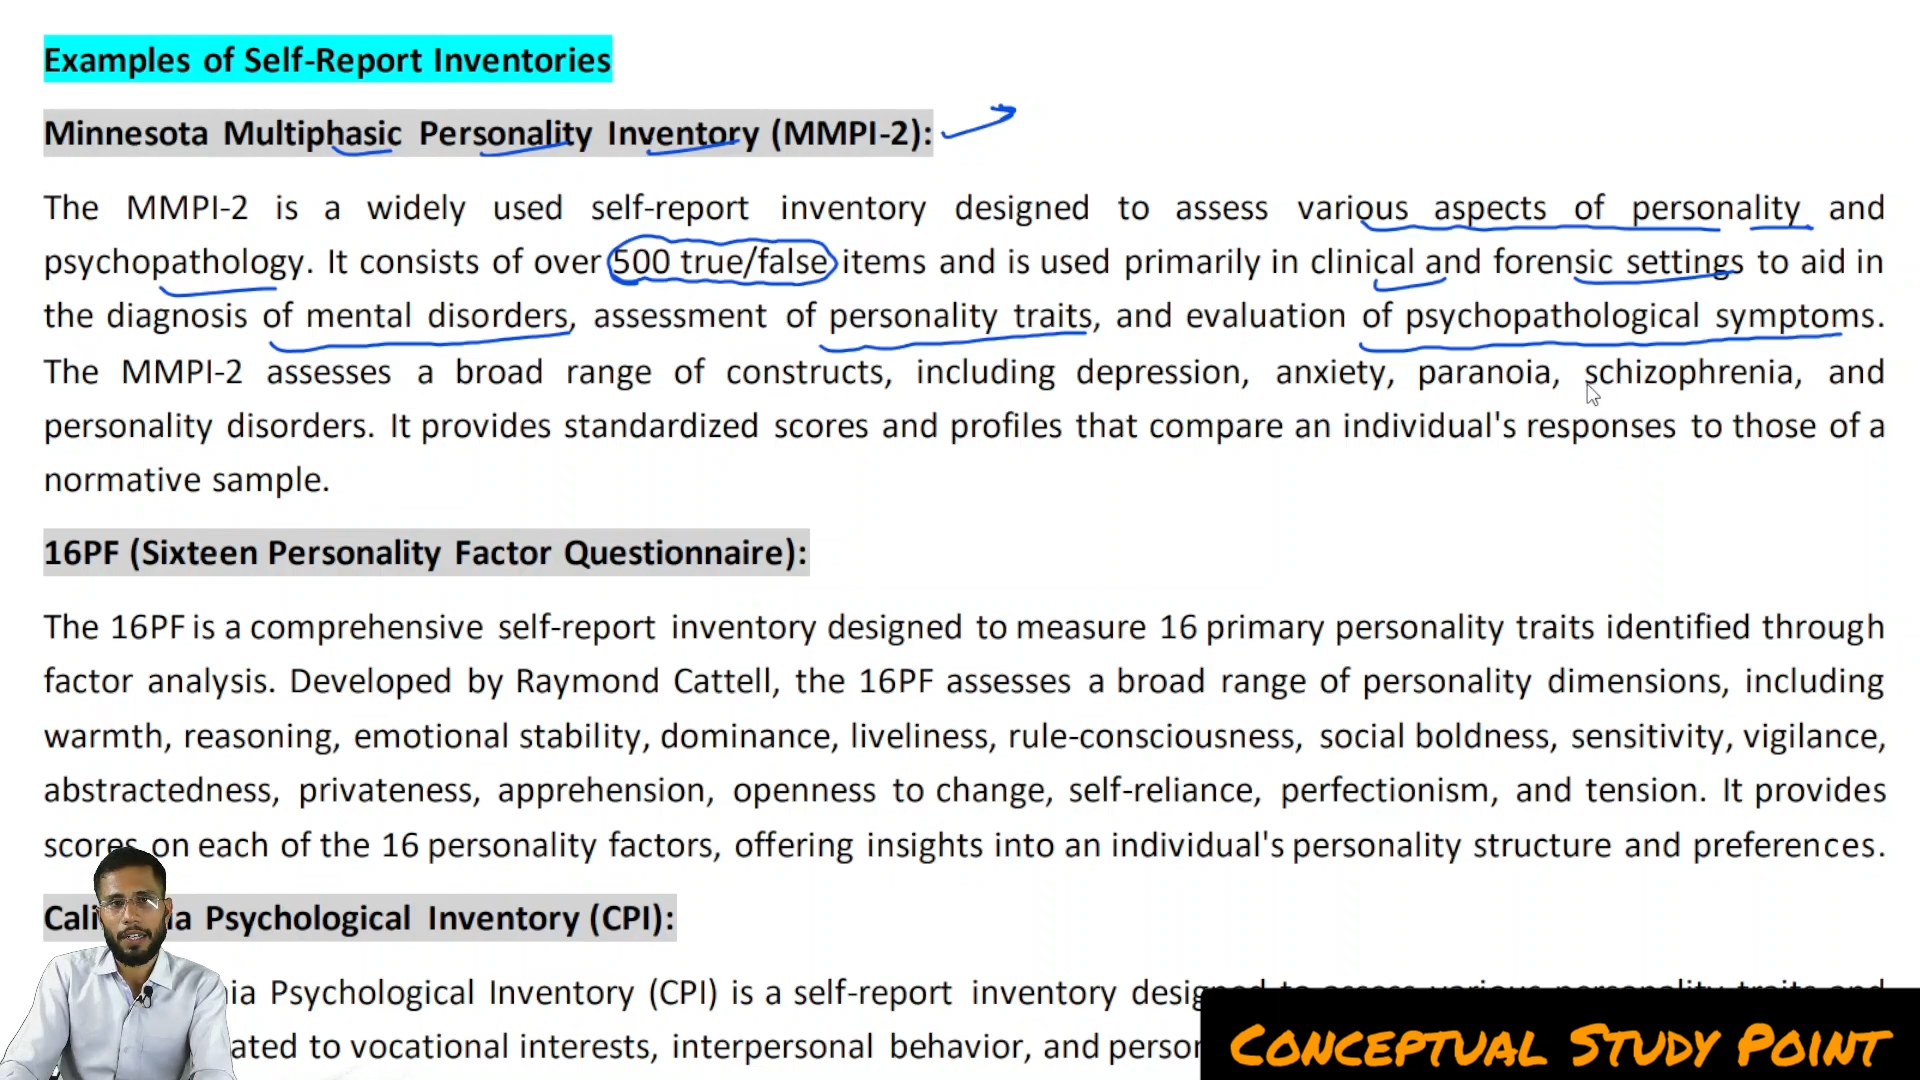 Examples of Self-Report Inventories
Minnesota Multiphasic Personality Inventory (MMPI-2):
The MMPI-2 is a widely used self-report inventory designed to assess various aspects of personality and
psychopathology. It consists of over 500 true/false items and is used primarily in clinical and forensic settings to aid in
the diagnosis of mental disorders, assessment of personality traits, and evaluation of psychopathological symptoms.
The MMPI-2 assesses a broad range of constructs, including depression, anxiety, paranoia, schizophrenia, and
personality disorders. It provides standardized scores and profiles that compare an individual's responses to those of a
normative sample.
16PF (Sixteen Personality Factor Questionnaire):
The 16PF is a comprehensive self-report inventory designed to measure 16 primary personality traits identified through
factor analysis. Developed by Raymond Cattell, the 16PF assesses a broad range of personality dimensions, including
warmth, reasoning, emotional stability, dominance, liveliness, rule-consciousness, social boldness, sensitivity, vigilance,
abstractedness, privateness, apprehension, openness to change, self-reliance, perfectionism, and tension. It provides
scores on each of the 16 personality factors, offering insights into an individual's personality structure and preferences.
Psychological Inventory (CPI):
Psychological Inventory (CPI) is a self-report inventory
to vocational interests, interpersonal behavior, and
CONCEPTUAL STUDY POINT